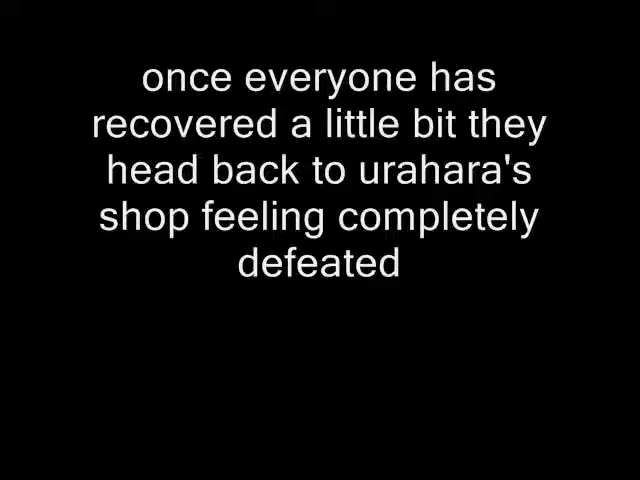 once everyone has
recovered a little bit they
head back to urahara's
shop feeling completely
defeated